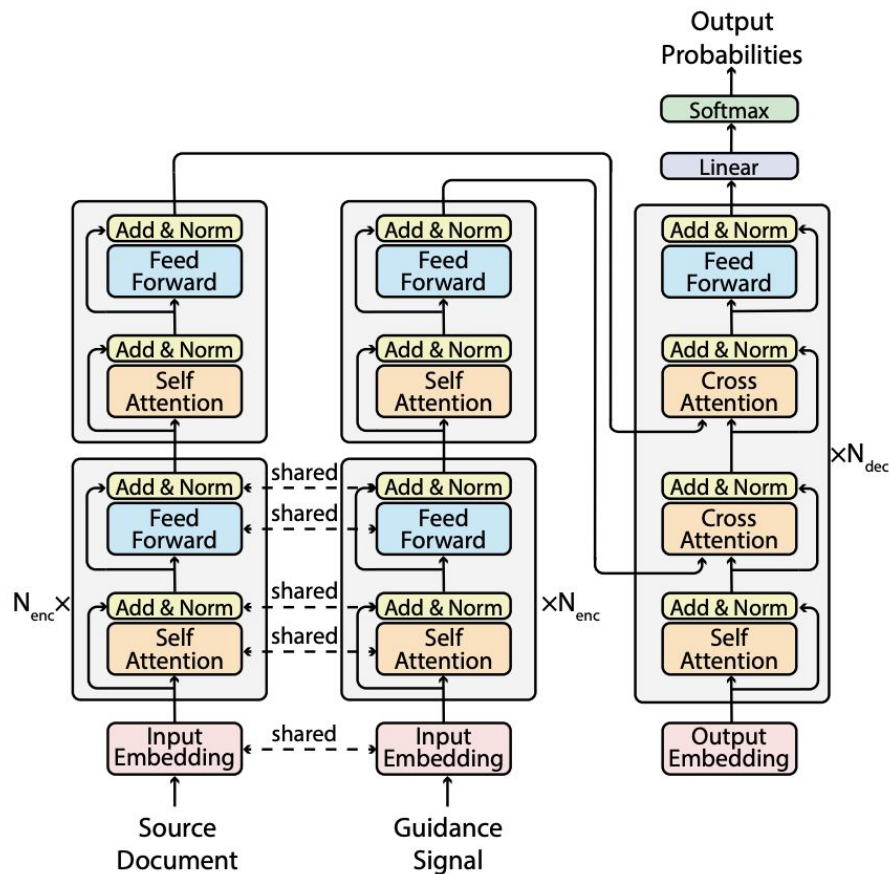 Output
Probabilities
Softmax
Linear
Add & Norm
Feed
Forward
Add & Norm
Self
Attention
Add & Norm
Feed
Forward
Add & Norm
Self
Attention
Add & Norm
Feed
Forward
Add & Norm
Cross
Attention
Add & Norm
Cross
Attention
Add & Norm
Self
Attention
×Ndec
Add & Norm
Feed
Forward
Add & Norm
Self
Attention
Nenc×
shared
shared
shared
shared
Add & Norm
Feed
Forward
Add & Norm
Self
Attention
×Nenc
Input
Embedding
shared
Input
Embedding
Output
Embedding
Source
Document
Guidance
Signal